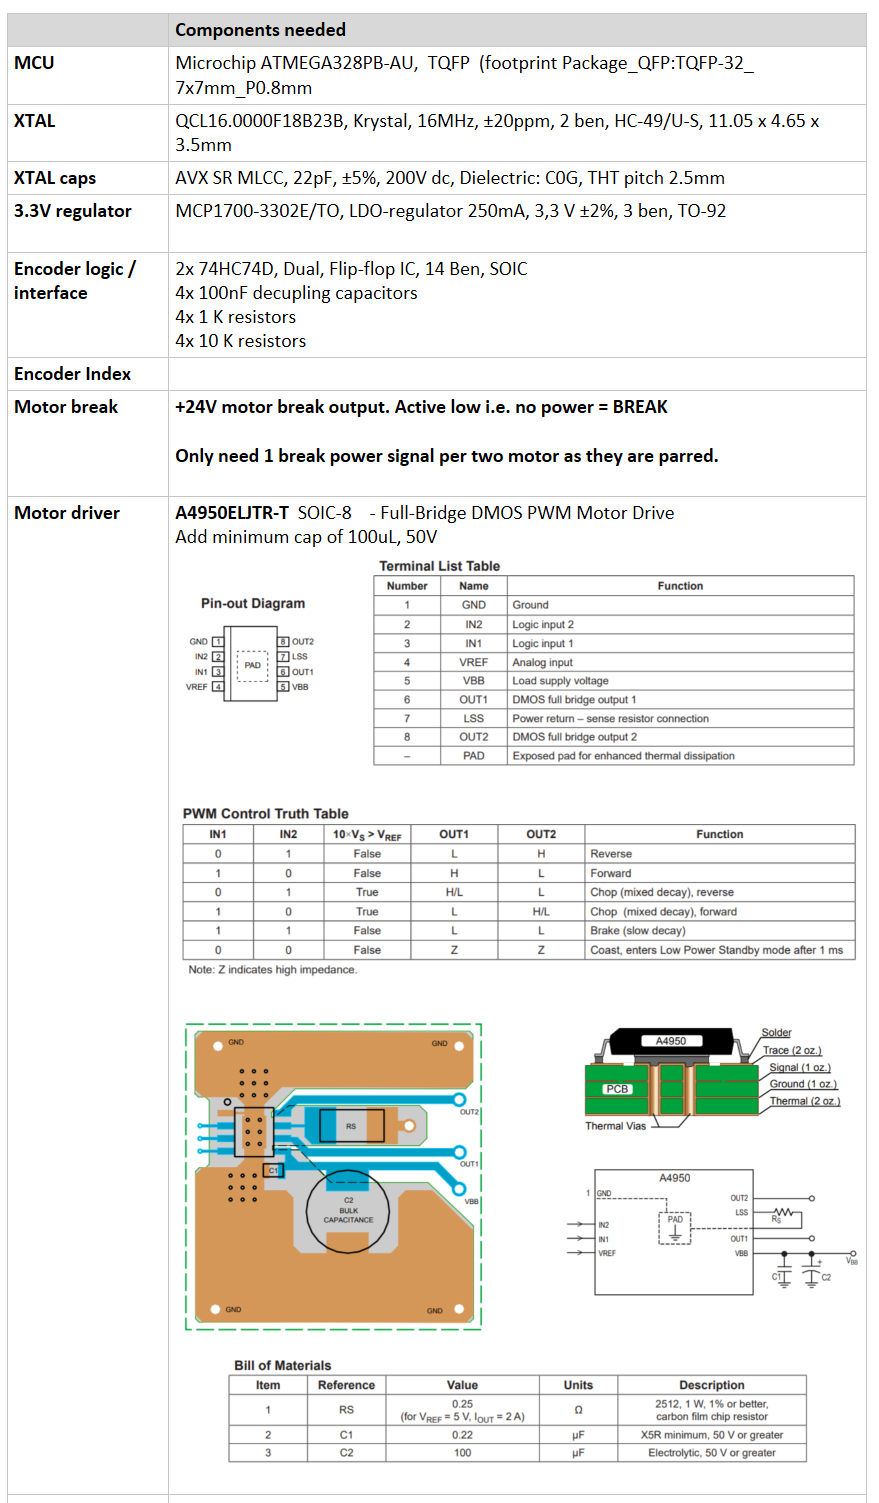 Components needed
MCU
Microchip ATMEGA328PB-AU, TQFP (footprint Package_QFP:TQFP-32_
7x7mm_P0.8mm
XTAL
QCL16.0000F18B23B, Krystal, 16MHz, ±20ppm, 2 ben, HC-49/U-S, 11.05 x 4.65 x
3.5mm
XTAL caps
AVX SR MLCC, 22pF, ±5%, 200V dc, Dielectric: C0G, THT pitch 2.5mm
3.3V regulator
MCP1700-3302E/TO, LDO-regulator 250mA, 3,3 V ±2%, 3 ben, TO-92
Encoder logic /
interface
2x 74HC74D, Dual, Flip-flop IC, 14 Ben, SOIC
4x 100nF decupling capacitors
4x 1 K resistors
4x 10 K resistors
Encoder Index
Motor break
+24V motor break output. Active low i.e. no power = BREAK
Only need 1 break power signal per two motor as they are parred.
Motor driver
A4950ELJTR-T SOIC-8 - Full-Bridge DMOS PWM Motor Drive
Add minimum cap of 100uL, 50V
Pin-out Diagram
GND 1 8 OUT2
IN2 2 7 LSS
PAD
IN1 3 6 OUT1
VREF 4 5 VBB
Terminal List Table
Number Name Function
1 GND Ground
2 IN2 Logic input 2
3 IN1 Logic input 1
4 VREF Analog input
5 VBB Load supply voltage
6 OUT1 DMOS full bridge output 1
7 LSS Power return – sense resistor connection
8 OUT2 DMOS full bridge output 2
– PAD Exposed pad for enhanced thermal dissipation
PWM Control Truth Table
IN1 IN2 10×VS > VREF OUT1 OUT2 Function
0 1 False L H Reverse
1 0 False H L Forward
0 1 True H/L L Chop (mixed decay), reverse
1 0 True L H/L Chop (mixed decay), forward
1 1 False L L Brake (slow decay)
0 0 False Z Z Coast, enters Low Power Standby mode after 1 ms
Note: Z indicates high impedance.
GND GND
OUT2
RS
OUT1
C1
VBB
C2
BULK
CAPACITANCE
GND GND
A4950
Solder
Trace (2 oz.)
Signal (1 oz.)
Ground (1 oz.)
Thermal (2 oz.)
PCB
Thermal Vias
A4950
1 GND
OUT2
LSS
RS
PAD
IN2
IN1
OUT1
VREF
VBB
VBB
C1
+
C2
Bill of Materials
Item Reference Value Units Description
1 RS 0.25
(for VREF = 5 V, IOUT = 2 A) Ω 2512, 1 W, 1% or better,
carbon film chip resistor
2 C1 0.22 µF X5R minimum, 50 V or greater
3 C2 100 µF Electrolytic, 50 V or greater